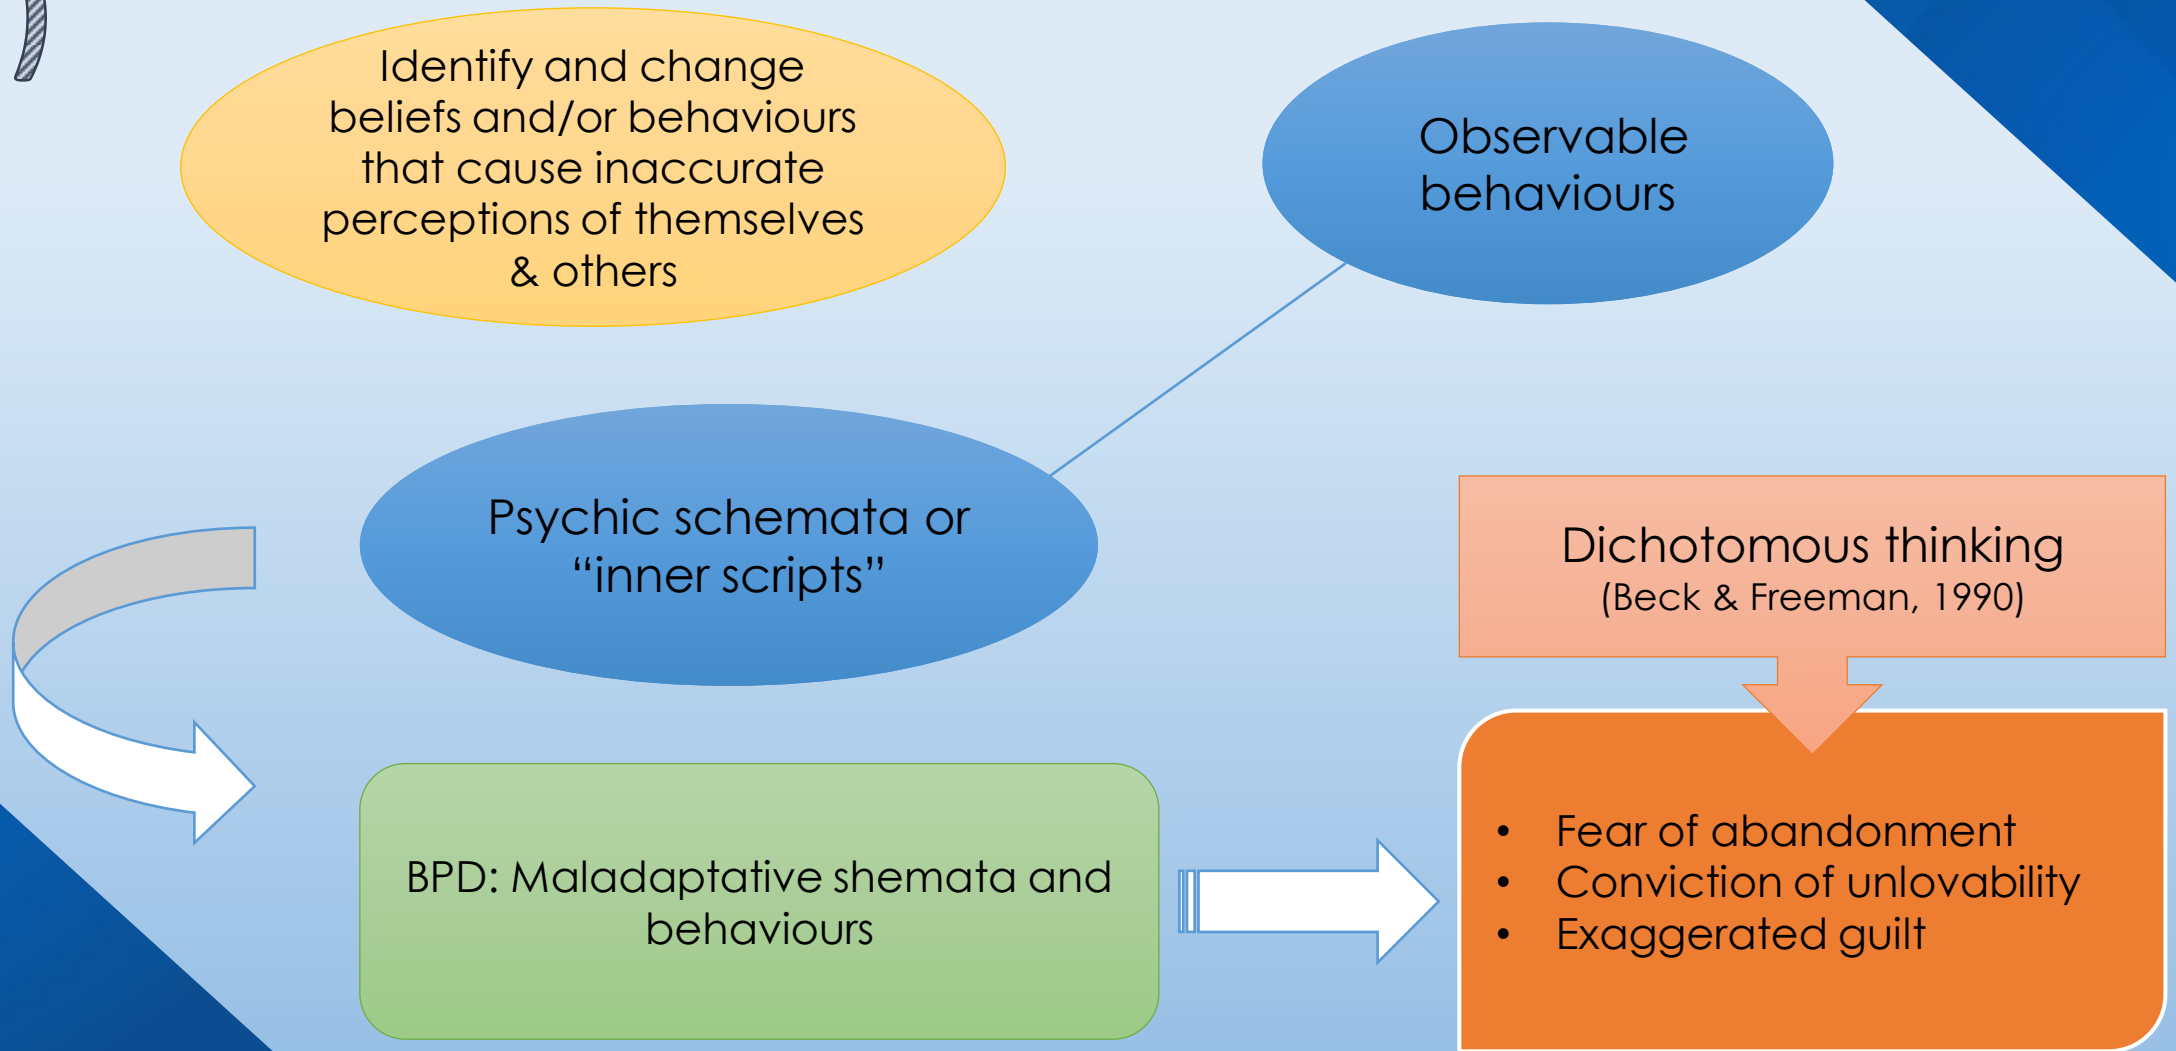 )
Identify and change
beliefs and/or behaviours
that cause inaccurate
perceptions of themselves
& others
Observable
behaviours
Psychic schemata or
“inner scripts”
Dichotomous thinking
(Beck & Freeman, 1990)
BPD: Maladaptative shemata and
behaviours
• Fear of abandonment
• Conviction of unlovability
• Exaggerated guilt